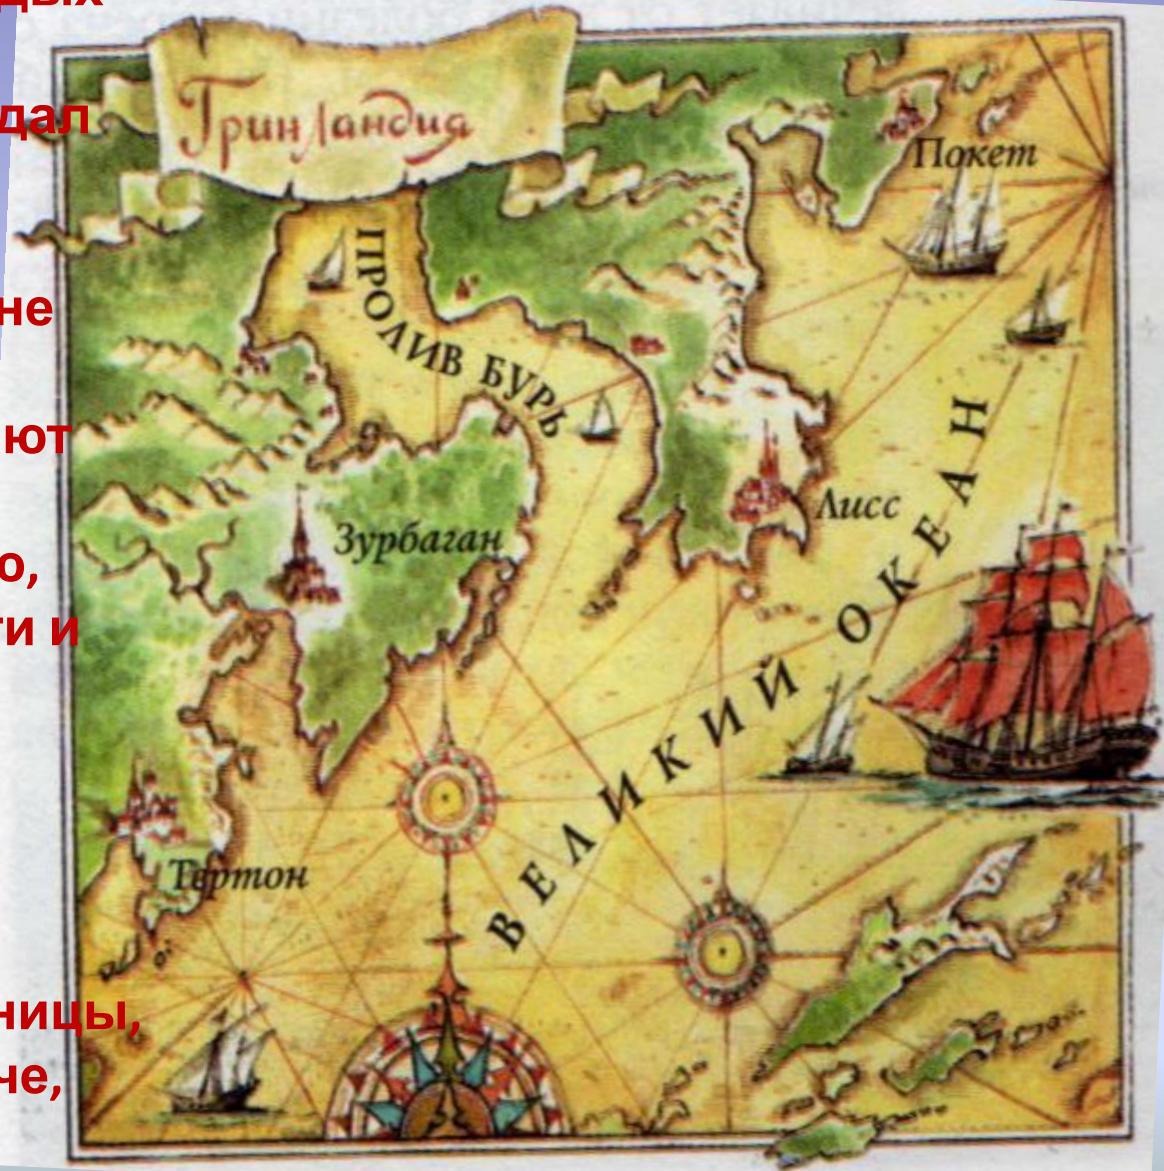 Гринландия
Покет
ПРОЛИВ БУРЬ
Лисс
Зурбаган
ВЕЛИКИЙ ОКЕАН
Тертон
дал
не
ют
о,
ти и
ницы,
че,